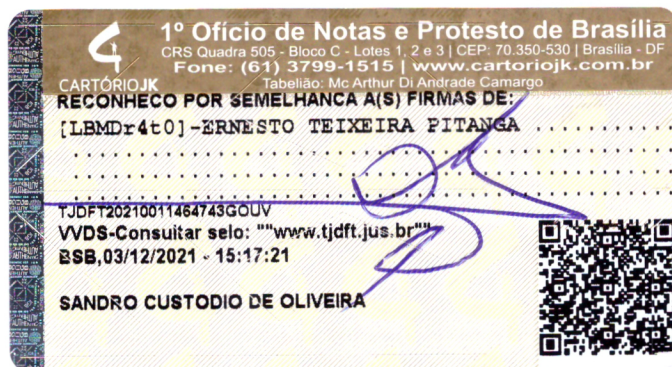 1º Ofício de Notas e Protesto de Brasília
CRS Quadra 505 - Bloco C - Lotes 1, 2 e 3 | CEP: 70.350-530 | Brasília - DF
Fone: (61) 3799-1515 | www.cartoriojk.com.br
Tabelião: Mc Arthur Di Andrade Camargo
CARTÓRIOJK
RECONHECO POR SEMELHANCA A(S) FIRMAS DE:
[LBMDr4t0]-ERNESTO TEIXEIRA PITANGA
TJDFT20210011464743GOUV
VVDS-Consultar selo: ""www.tjdft.jus.br""
BSB,03/12/2021 - 15:17:21
SANDRO CUSTODIO DE OLIVEIRA